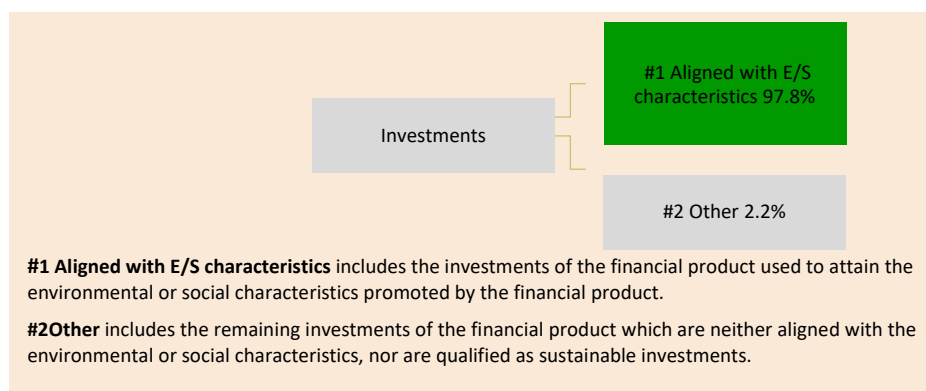 #1 Aligned with E/S
characteristics 97.8%
Investments
#2 Other 2.2%
#1 Aligned with E/S characteristics includes the investments of the financial product used to attain the
environmental or social characteristics promoted by the financial product.
#2Other includes the remaining investments of the financial product which are neither aligned with the
environmental or social characteristics, nor are qualified as sustainable investments.